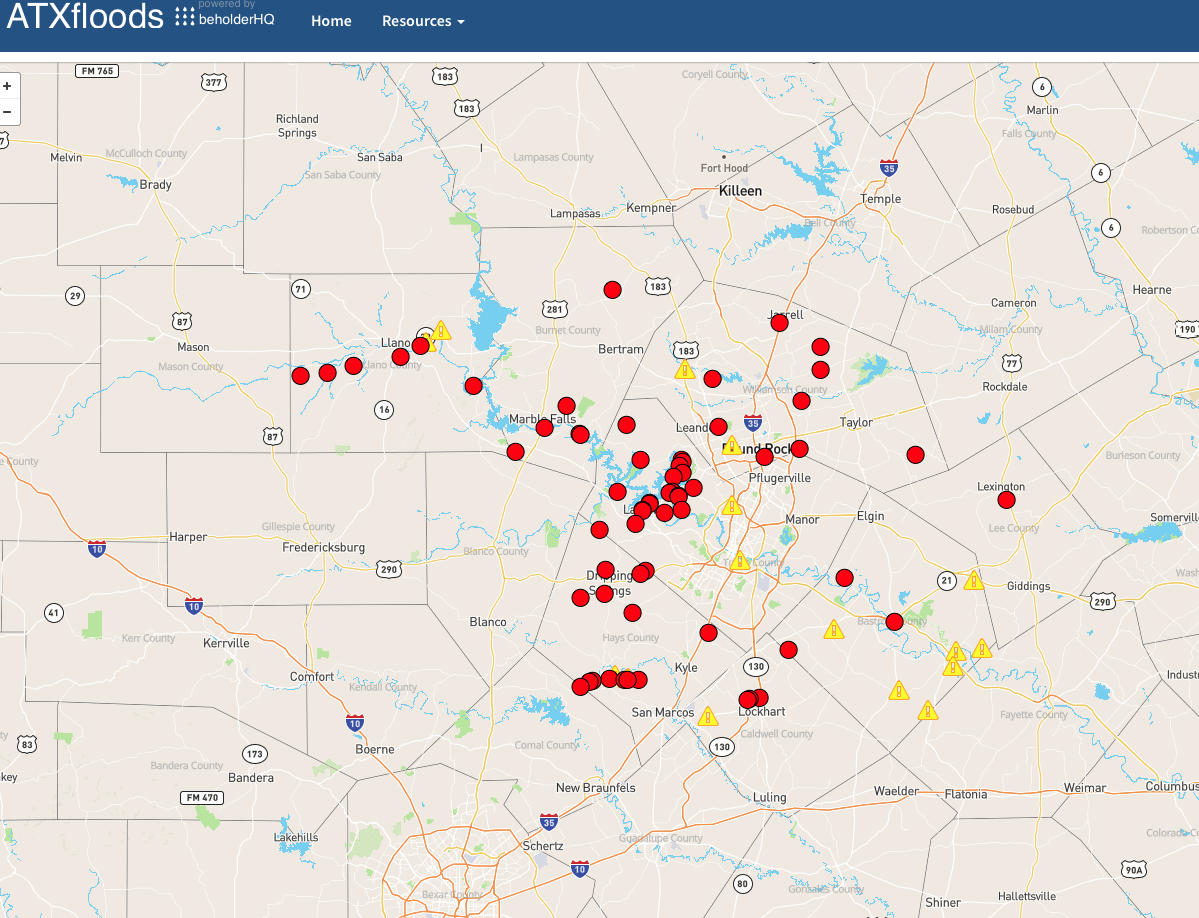 powered by
ATXfloods
beholderHQ
Home
Resources
+
−
FM 765
377
183
183
Coryell County
6
Marlin
Falls County
Richland
Springs
Melvin
McCulloch County
San Saba
Lampasas County
Fort Hood
35
6
San Saba County
Brady
Killeen
Temple
Kempner
Lampasas
Rosebud
Bell County
6
Robertson C
Hearne
71
183
29
281
Cameron
Jarrell
87
Burnet County
Milam County
190
Llano
Mason
Bertram
183
77
Mason County
Llano County
Rockdale
Williamson County
16
Marble Falls
Leand
35
Taylor
87
Round Rock
Burleson County
e County
Pflugerville
Lexington
La
Manor
Elgin
Gillespie County
Lee County
Somervill
Harper
Fredericksburg
Blanco County
10
290
Travis County
Dripping
Springs
21
Giddings
Wash
290
10
41
Blanco
Bastrop County
Kerr County
Kerrville
Hays County
Kyle
130
Comfort
Kendall County
Indust
San Marcos
Lockhart
Fayette County
10
Caldwell County
ty
83
173
Boerne
Comal County
130
Bandera County
key
Bandera
New Braunfels
FM 470
Luling
Waelder
Flatonia
Weimar
Columbus
35
Lakehills
Schertz
Guadalupe County
Colorado C
10
90A
80
Bexar County
Gonzales County
Hallettsville
Shiner